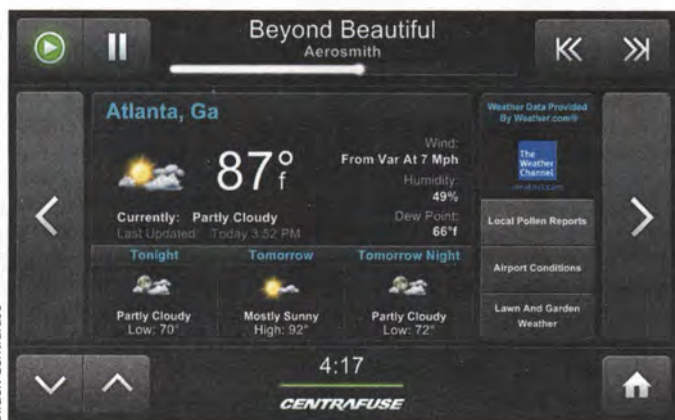 Beyond Beautiful
Aerosmith
Atlanta, Ga
87°f
Currently: Partly Cloudy
Last Updated: Today 3:52 PM
Wind:
From Var At 7 Mph
Humidity:
49%
Dew Point:
66°f
Tonight
Partly Cloudy
Low: 70°
Tomorrow
Mostly Sunny
High: 92°
Tomorrow Night
Partly Cloudy
Low: 72°
Weather Data Provided
By Weather.com®
The
Weather
Channel
Local Pollen Reports
Airport Conditions
Lawn And Garden
Weather
4:17
CENTRAFUSE